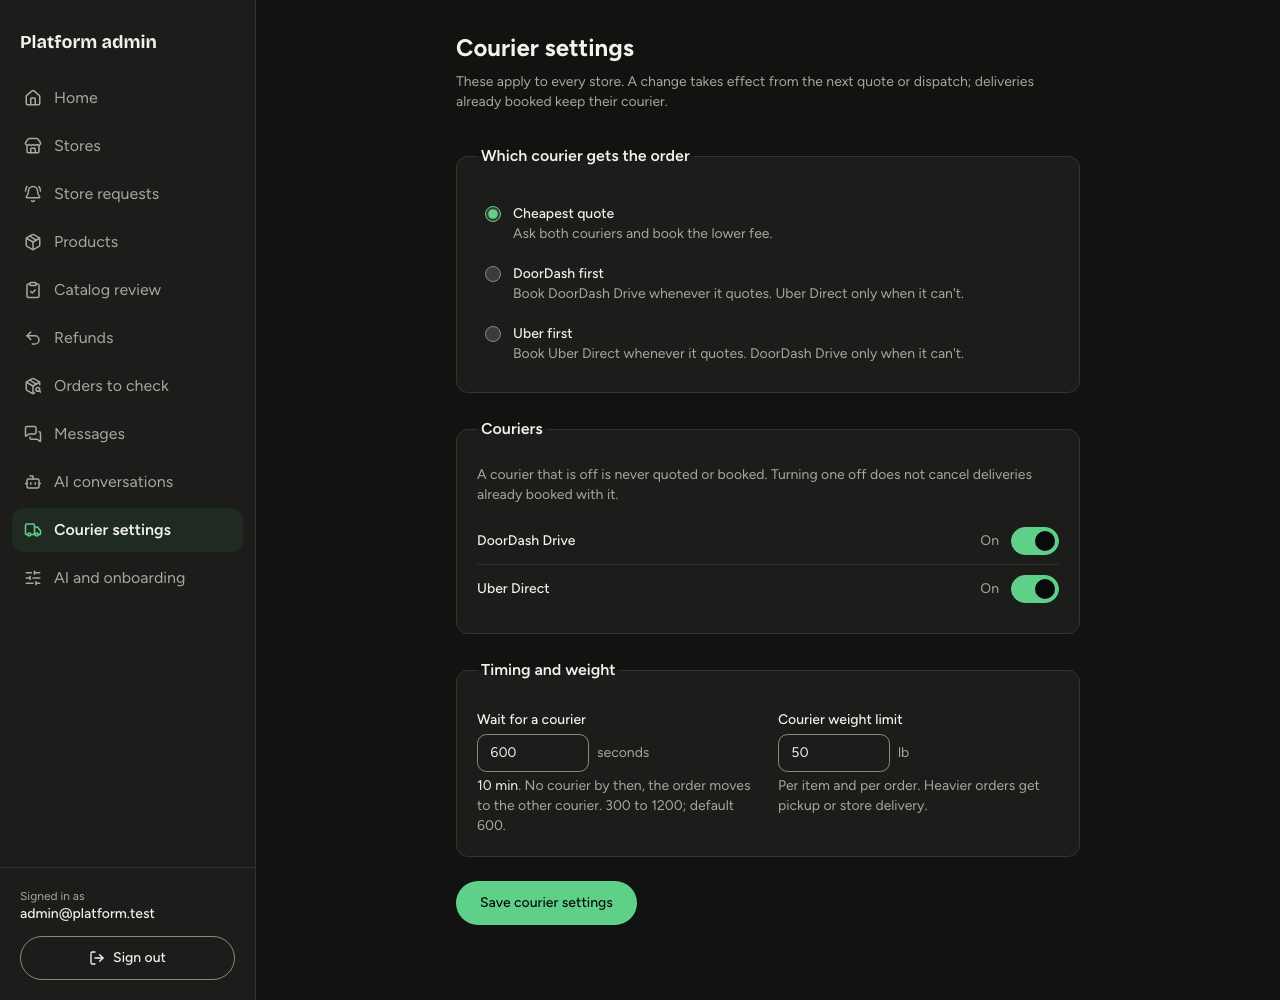 Platform admin
Home
Stores
Store requests
Products
Catalog review
Refunds
Orders to check
Messages
AI conversations
Courier settings
AI and onboarding
Signed in as
admin@platform.test
Sign out
Courier settings
These apply to every store. A change takes effect from the next quote or dispatch; deliveries
already booked keep their courier.
Which courier gets the order
Cheapest quote
Ask both couriers and book the lower fee.
DoorDash first
Book DoorDash Drive whenever it quotes. Uber Direct only when it can't.
Uber first
Book Uber Direct whenever it quotes. DoorDash Drive only when it can't.
Couriers
A courier that is off is never quoted or booked. Turning one off does not cancel deliveries
already booked with it.
DoorDash Drive On
Uber Direct On
Timing and weight
Wait for a courier
600 seconds
10 min. No courier by then, the order moves
to the other courier. 300 to 1200; default
600.
Courier weight limit
50 lb
Per item and per order. Heavier orders get
pickup or store delivery.
Save courier settings